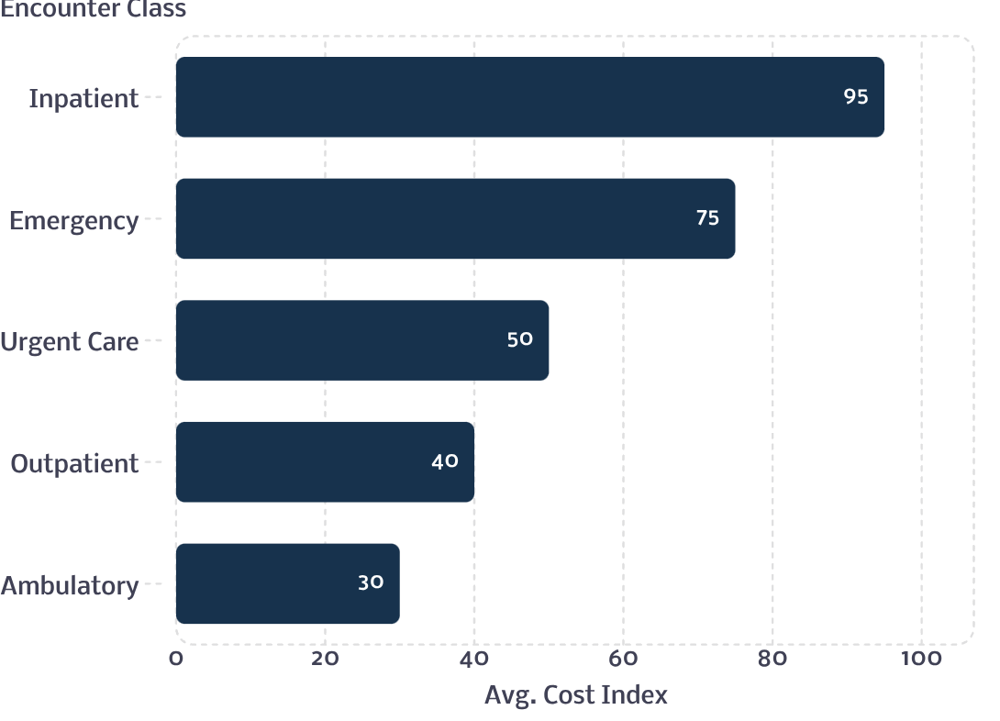 Encounter Class
Inpatient 95
Emergency 75
Urgent Care 50
Outpatient 40
Ambulatory 30
0 20 40 60 80 100
Avg. Cost Index